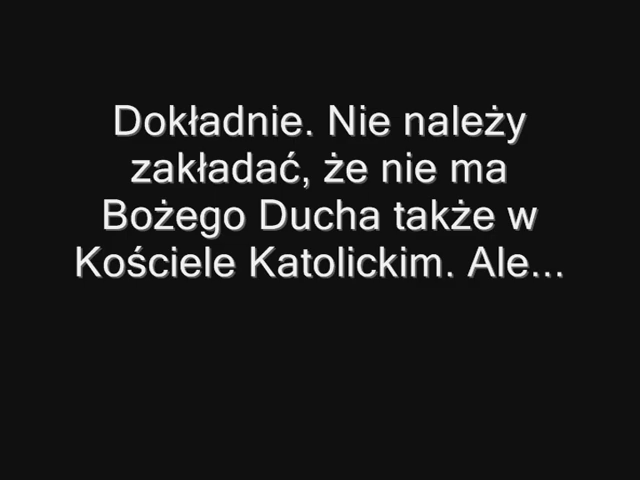 Dokładnie. Nie należy
zakładać, że nie ma
Bożego Ducha także w
Kościele Katolickim. Ale...